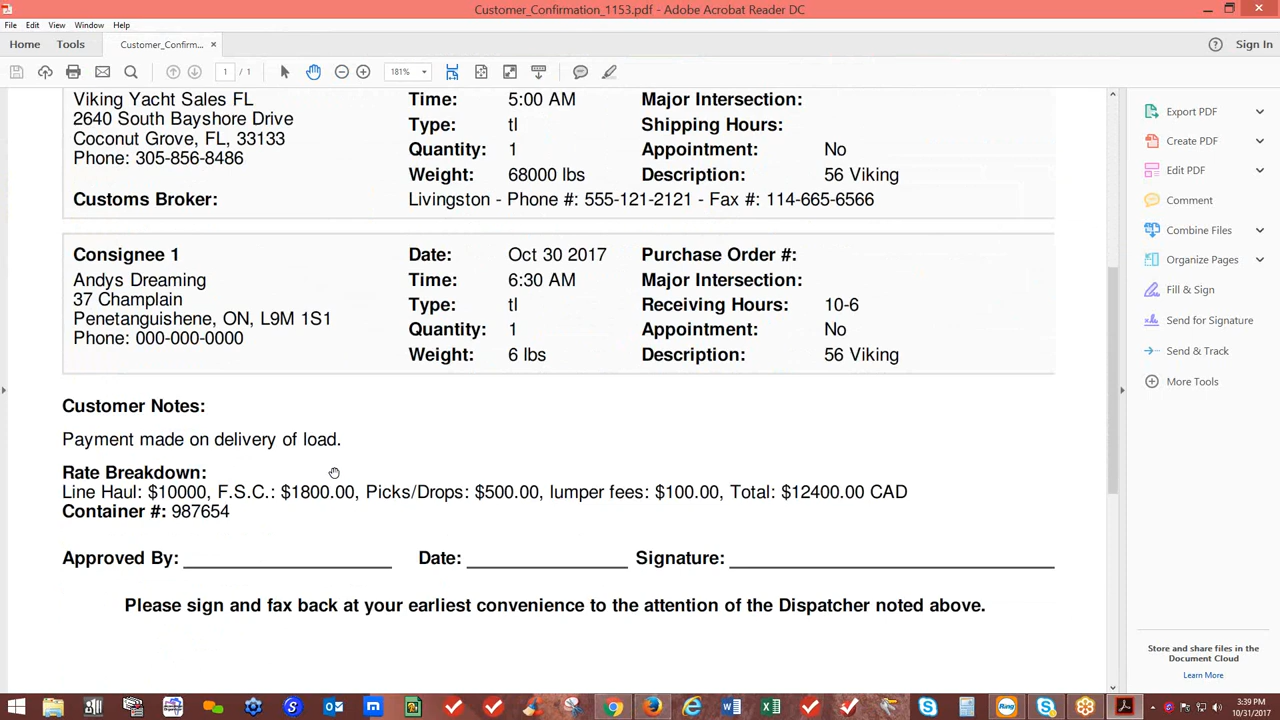 Customer_Confirmation_1153.pdf - Adobe Acrobat Reader DC
File Edit View Window Help
Home Tools Customer_Confirm... × Sign In
1 / 1 181%
Viking Yacht Sales FL Time: 5:00 AM Major Intersection:
2640 South Bayshore Drive Type: tl Shipping Hours:
Coconut Grove, FL, 33133 Quantity: 1 Appointment: No
Phone: 305-856-8486 Weight: 68000 lbs Description: 56 Viking
Customs Broker: Livingston - Phone #: 555-121-2121 - Fax #: 114-665-6566
Consignee 1 Date: Oct 30 2017 Purchase Order #:
Andys Dreaming Time: 6:30 AM Major Intersection:
37 Champlain Type: tl Receiving Hours: 10-6
Penetanguishene, ON, L9M 1S1 Quantity: 1 Appointment: No
Phone: 000-000-0000 Weight: 6 lbs Description: 56 Viking
Customer Notes:
Payment made on delivery of load.
Rate Breakdown:
Line Haul: $10000, F.S.C.: $1800.00, Picks/Drops: $500.00, lumper fees: $100.00, Total: $12400.00 CAD
Container #: 987654
Approved By: Date: Signature:
Please sign and fax back at your earliest convenience to the attention of the Dispatcher noted above.
Export PDF
Create PDF
Edit PDF
Comment
Combine Files
Organize Pages
Fill & Sign
Send for Signature
Send & Track
More Tools
Store and share files in the
Document Cloud
Learn More
Ring
3:39 PM
10/31/2017